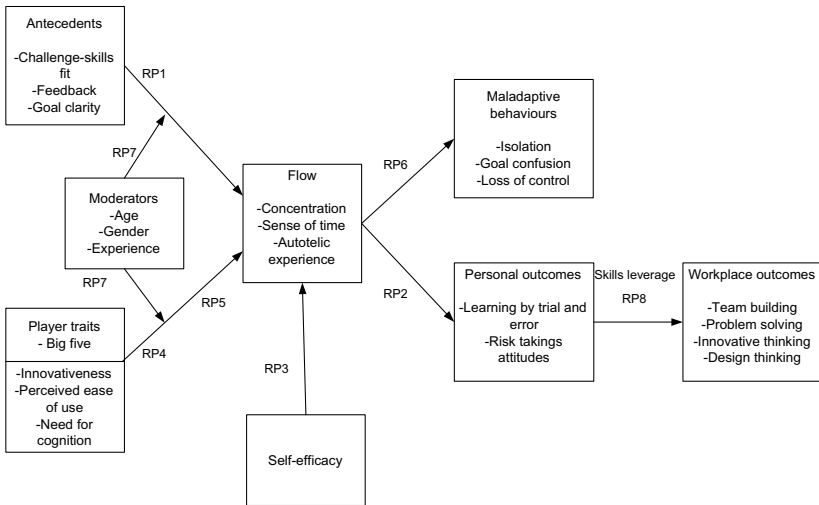 Antecedents
-Challenge-skills
fit
-Feedback
-Goal clarity
RP1
RP7
Moderators
-Age
-Gender
-Experience
RP7
Player traits
- Big five
-Innovativeness
-Perceived ease
of use
-Need for
cognition
RP4
RP5
Flow
-Concentration
-Sense of time
-Autotelic
experience
RP3
Self-efficacy
RP6
Maladaptive
behaviours
-Isolation
-Goal confusion
-Loss of control
RP2
Personal outcomes
-Learning by trial and
error
-Risk takings
attitudes
Skills leverage
RP8
Workplace outcomes
-Team building
-Problem solving
-Innovative thinking
-Design thinking